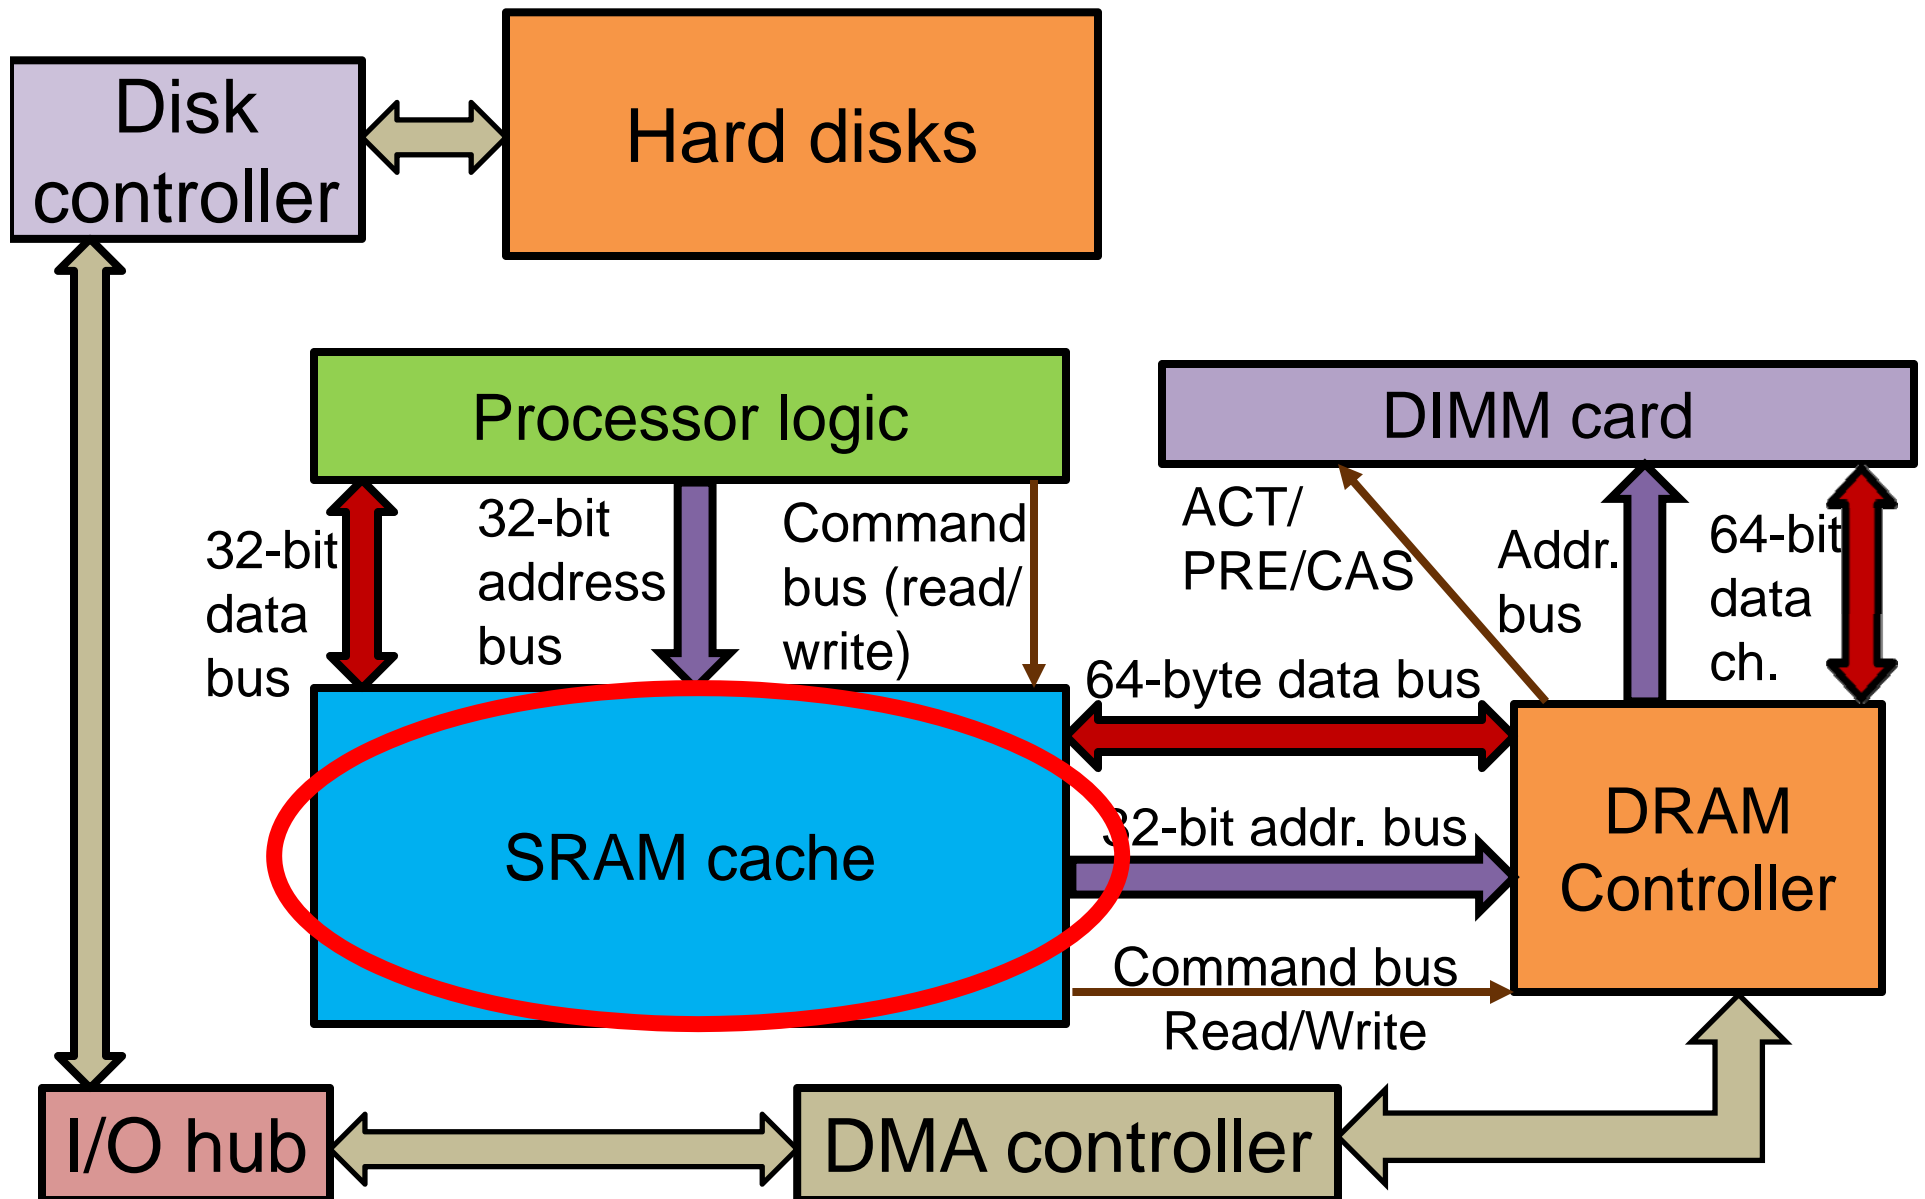 Disk
controller
Hard disks
Processor logic
DIMM card
32-bit
data
bus
32-bit
address
bus
Command
bus (read/
write)
ACT/
PRE/CAS
Addr.
bus
64-bit
data
ch.
64-byte data bus
SRAM cache
32-bit addr. bus
DRAM
Controller
Command bus
Read/Write
I/O hub
DMA controller